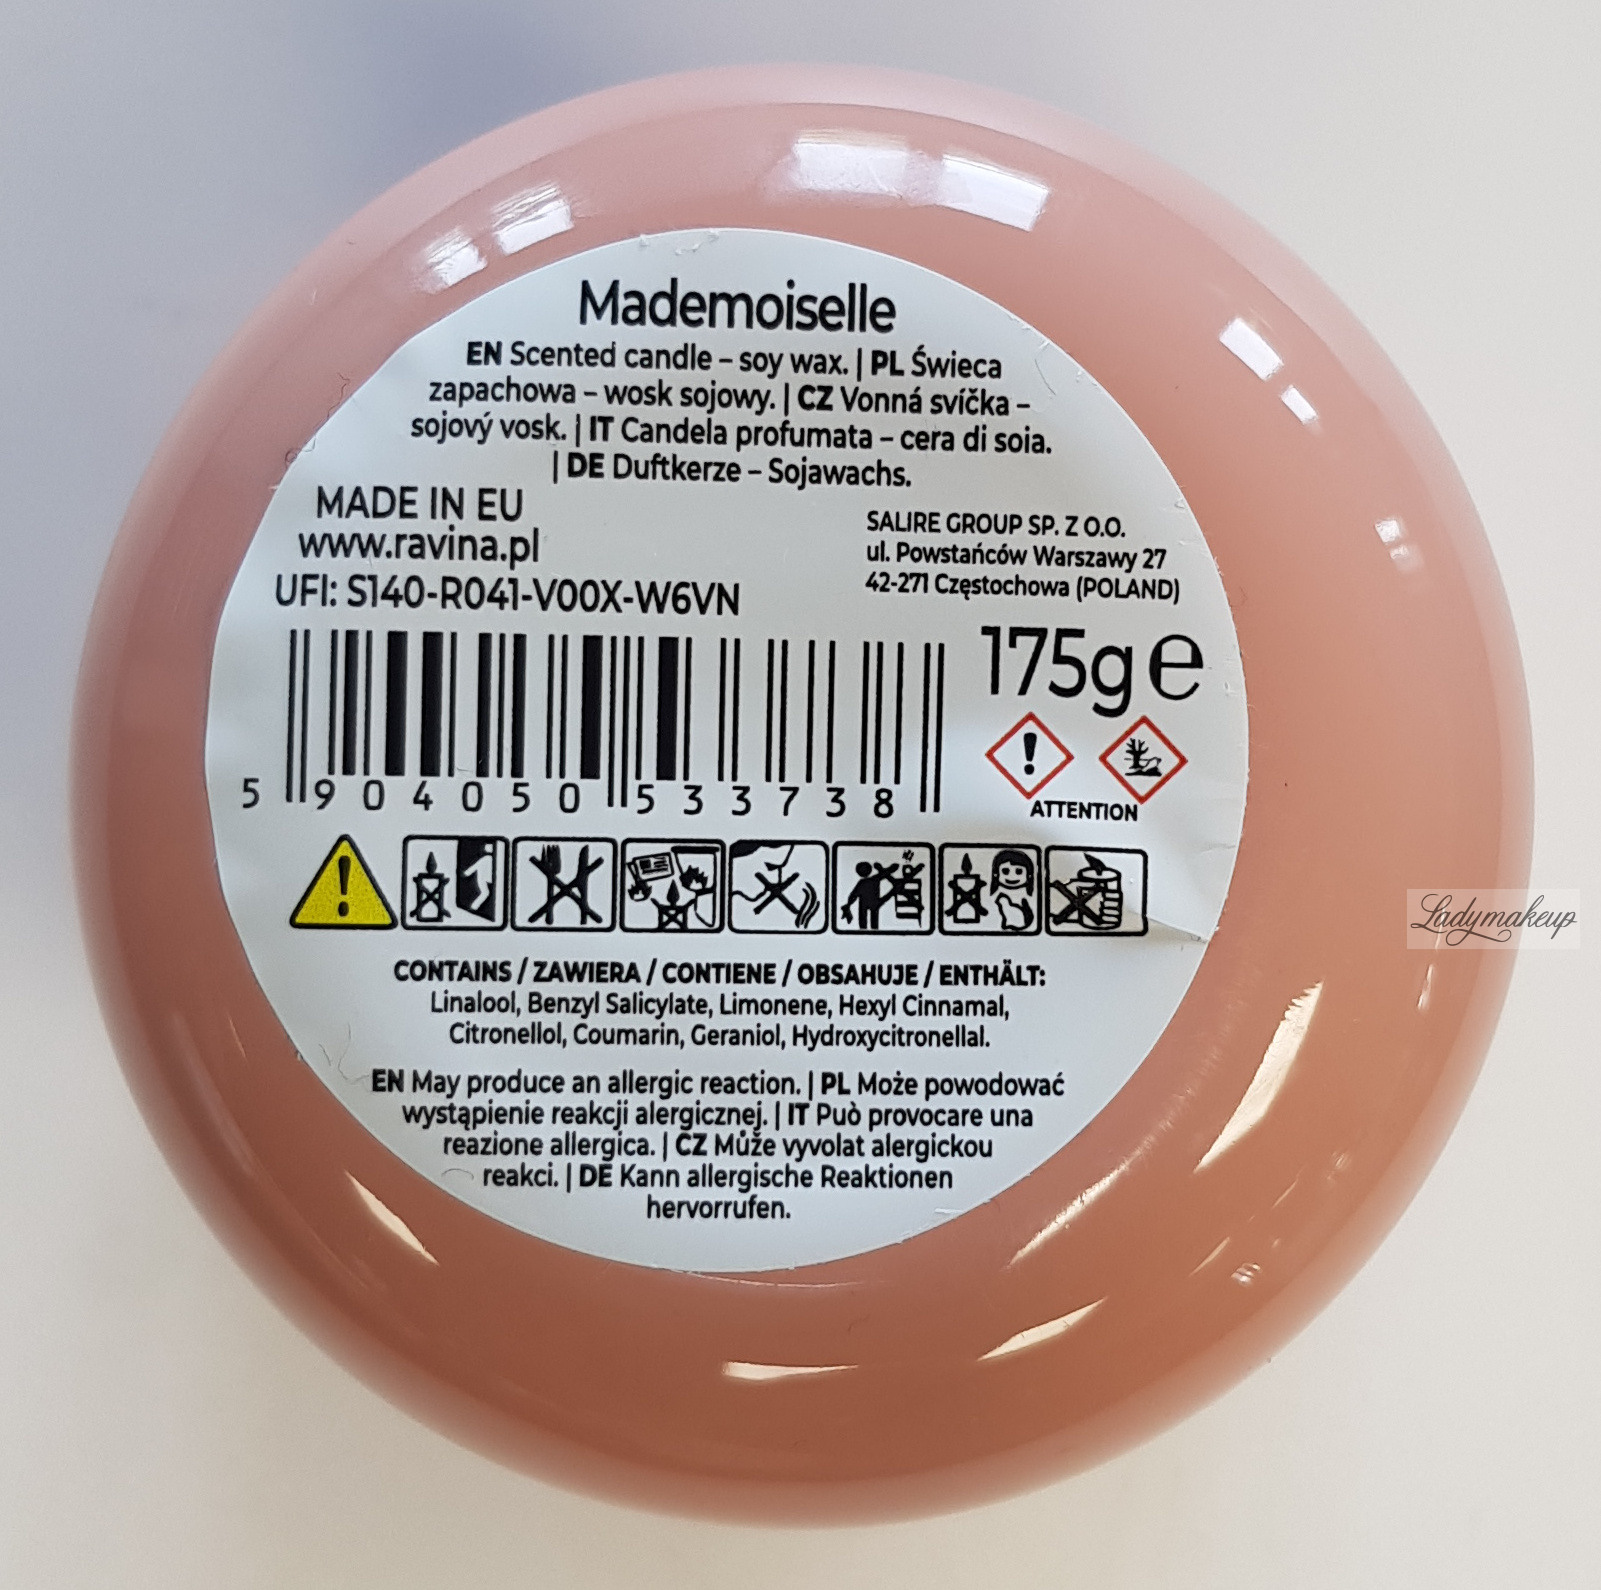 Mademoiselle
EN Scented candle – soy wax. | PL Świeca
zapachowa – wosk sojowy. | CZ Vonná svíčka –
sojový vosk. | IT Candela profumata – cera di soia.
| DE Duftkerze – Sojawachs.
MADE IN EU
www.ravina.pl
UFI: S140-R041-V00X-W6VN
SALIRE GROUP SP. Z O.O.
ul. Powstańców Warszawy 27
42-271 Częstochowa (POLAND)
5 904050 533738
175g e
ATTENTION
CONTAINS / ZAWIERA / CONTIENE / OBSAHUJE / ENTHÄLT:
Linalool, Benzyl Salicylate, Limonene, Hexyl Cinnamal,
Citronellol, Coumarin, Geraniol, Hydroxycitronellal.
EN May produce an allergic reaction. | PL Może powodować
wystąpienie reakcji alergicznej. | IT Può provocare una
reazione allergica. | CZ Může vyvolat alergickou
reakci. | DE Kann allergische Reaktionen
hervorrufen.
Ladymakeup